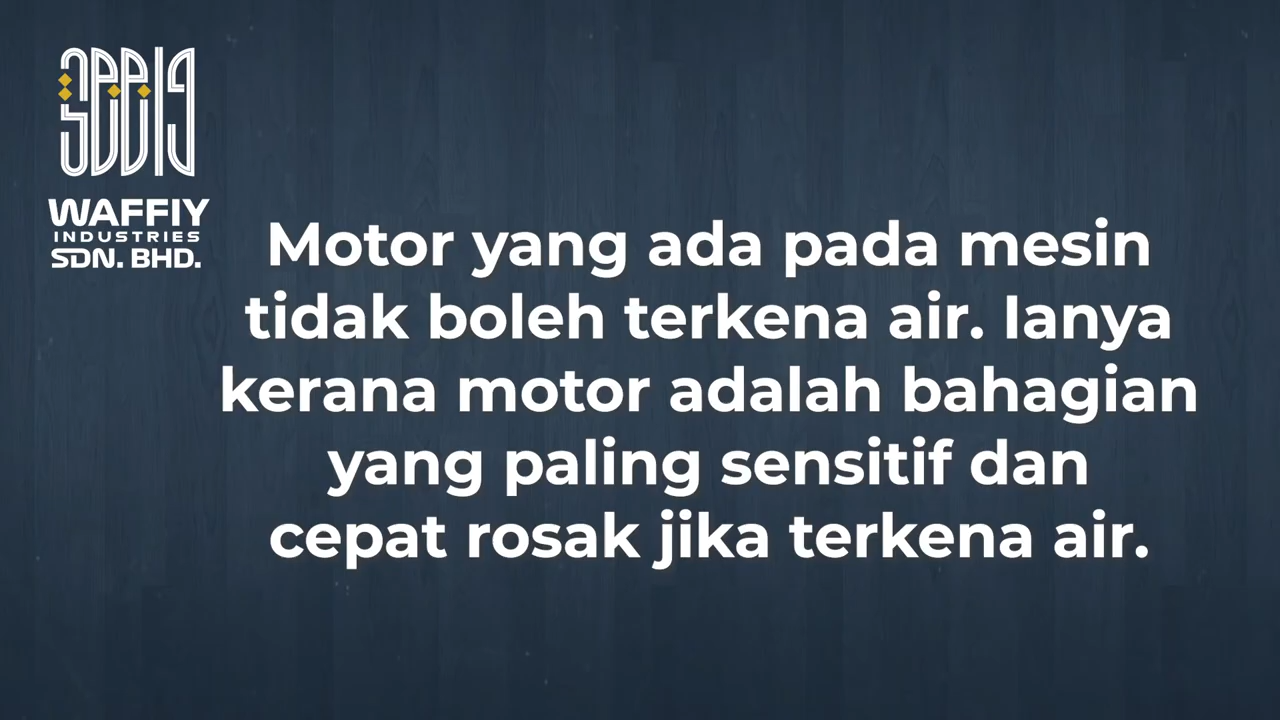 WAFFIY
INDUSTRIES
SDN. BHD.
Motor yang ada pada mesin
tidak boleh terkena air. Ianya
kerana motor adalah bahagian
yang paling sensitif dan
cepat rosak jika terkena air.